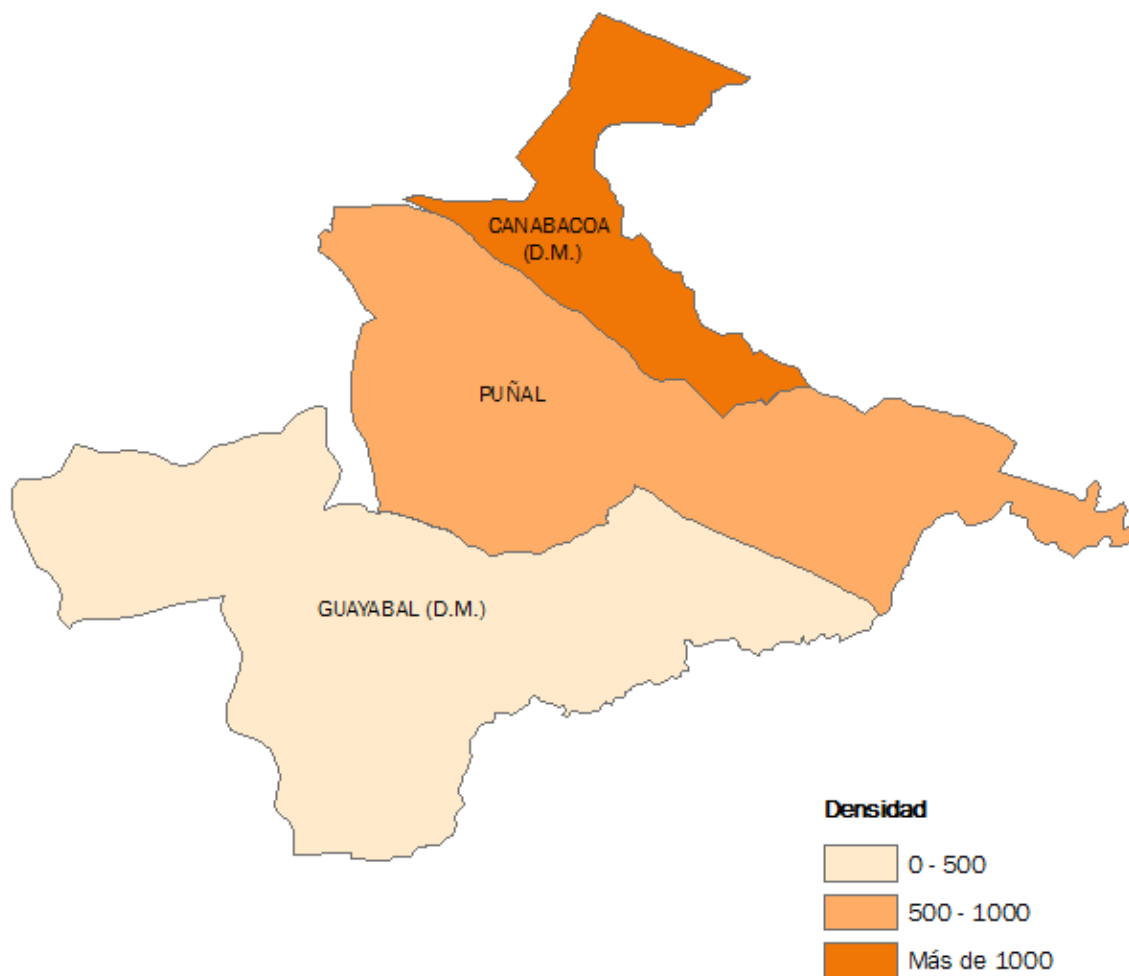 CANABACOA
(D.M.)
PUÑAL
GUAYABAL (D.M.)
Densidad
0 - 500
500 - 1000
Más de 1000